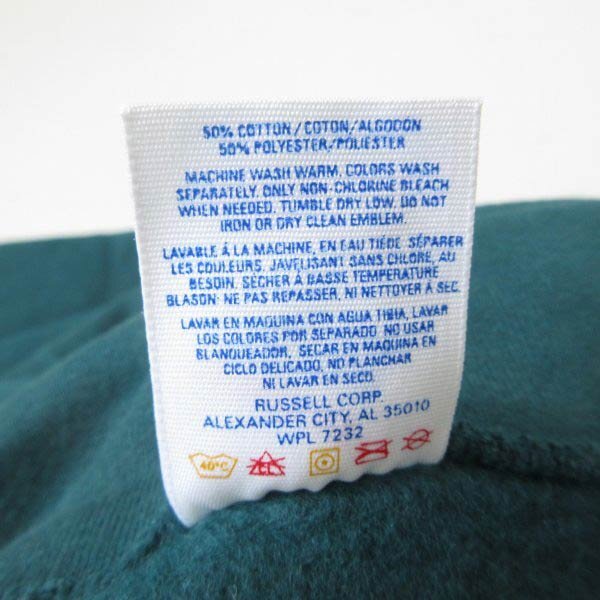 50% COTTON/COTON/ALGODON
50% POLYESTER/POLIESTER
MACHINE WASH WARM, COLORS WASH
SEPARATELY, ONLY NON-CHLORINE BLEACH
WHEN NEEDED, TUMBLE DRY LOW, DO NOT
IRON OR DRY CLEAN EMBLEM.
LAVABLE À LA MACHINE, EN EAU TIÈDE, SÉPARER
LES COULEURS, JAVELISANT SANS CHLORE, AU
BESOIN, SÉCHER À BASSE TEMPÉRATURE
BLASON: NE PAS REPASSER, NI NETTOYER À SEC.
LAVAR EN MAQUINA CON AGUA TIBIA, LAVAR
LOS COLORES POR SEPARADO. NO USAR
BLANQUEADOR, SECAR EN MAQUINA EN
CICLO DELICADO, NO PLANCHAR
NI LAVAR EN SECO.
RUSSELL CORP.
ALEXANDER CITY, AL 35010
WPL 7232
40°C CL